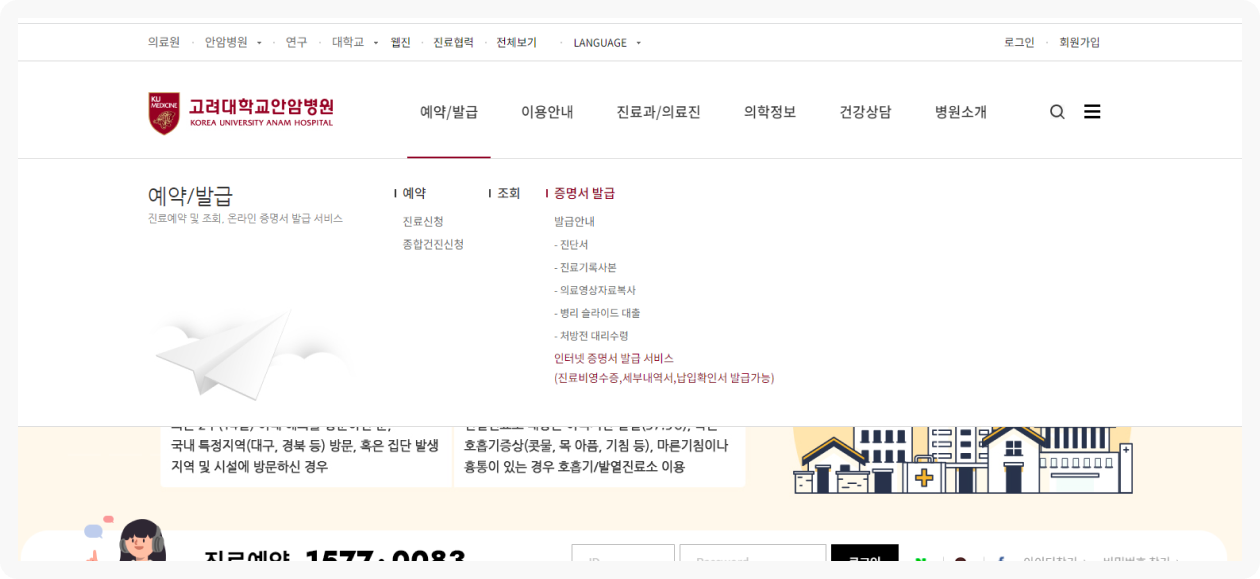 의료원 · 안암병원 · 연구 · 대학교 웹진 · 진료협력 · 전체보기 · LANGUAGE
로그인 · 회원가입
KU MEDICINE
고려대학교안암병원
KOREA UNIVERSITY ANAM HOSPITAL
예약/발급 이용안내 진료과/의료진 의학정보 건강상담 병원소개
예약/발급
진료예약 및 조회, 온라인 증명서 발급 서비스
예약
진료신청
종합건진신청
조회
증명서 발급
발급안내
- 진단서
- 진료기록사본
- 의료영상자료복사
- 병리 슬라이드 대출
- 처방전 대리수령
인터넷 증명서 발급 서비스
(진료비영수증,세부내역서,납입확인서 발급가능)
국내 특정지역(대구, 경북 등) 방문, 혹은 집단 발생
지역 및 시설에 방문하신 경우
호흡기증상(콧물, 목 아픔, 기침 등), 마른기침이나
흉통이 있는 경우 호흡기/발열진료소 이용
진료예약 1577·0083
ID
Password
로그인